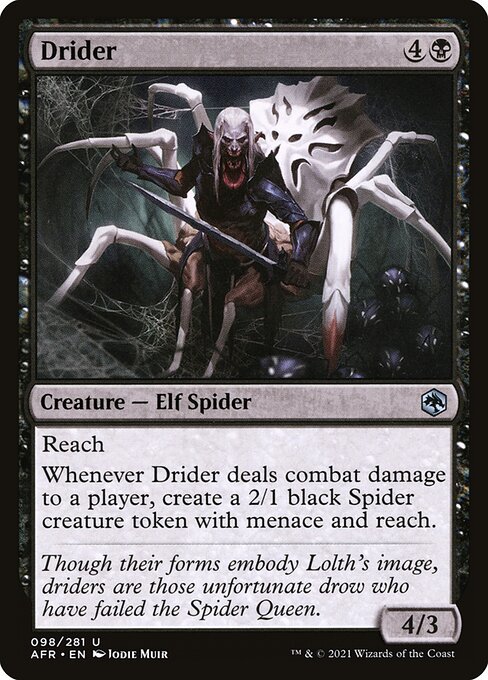 Drider 4
Creature — Elf Spider
Reach
Whenever Drider deals combat damage
to a player, create a 2/1 black Spider
creature token with menace and reach.
Though their forms embody Lolth's image,
driders are those unfortunate drow who
have failed the Spider Queen.
4/3
098/281 U
AFR • EN Jodie Muir ™ & © 2021 Wizards of the Coast